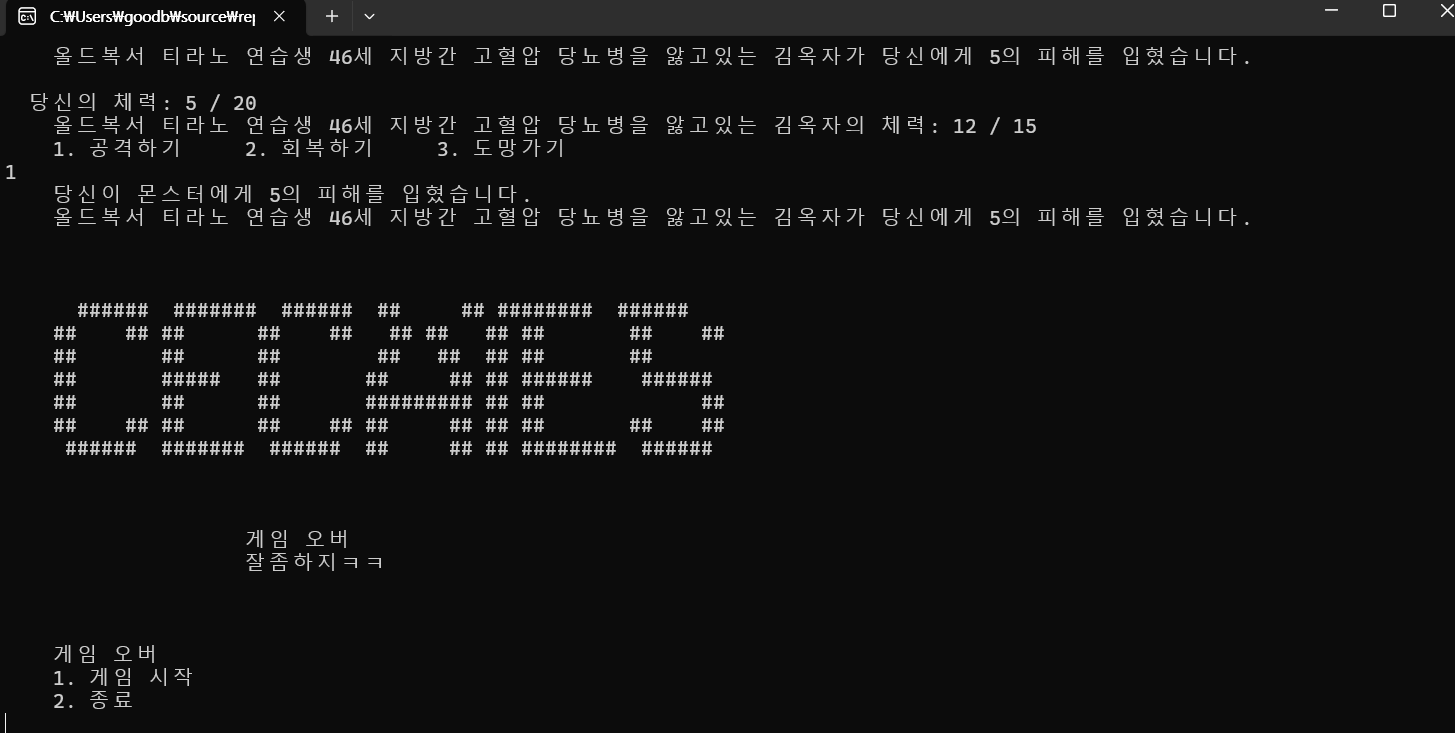 C:₩Users₩goodb₩source₩rep
올드복서 티라노 연습생 46세 지방간 고혈압 당뇨병을 앓고있는 김옥자가 당신에게 5의 피해를 입혔습니다.
당신의 체력: 5 / 20
올드복서 티라노 연습생 46세 지방간 고혈압 당뇨병을 앓고있는 김옥자의 체력: 12 / 15
1. 공격하기 2. 회복하기 3. 도망가기
1
당신이 몬스터에게 5의 피해를 입혔습니다.
올드복서 티라노 연습생 46세 지방간 고혈압 당뇨병을 앓고있는 김옥자가 당신에게 5의 피해를 입혔습니다.
게임 오버
잘좀하지ㅋㅋ
게임 오버
1. 게임 시작
2. 종료